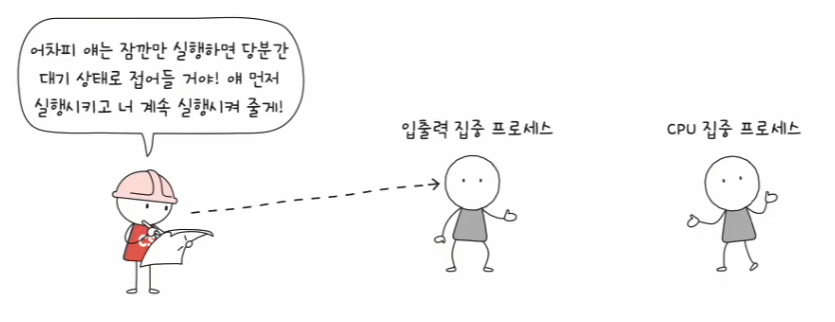 어차피 얘는 잠깐만 실행하면 당분간
대기 상태로 접어들 거야! 얘 먼저
실행시키고 너 계속 실행시켜 줄게!
입출력 집중 프로세스
CPU 집중 프로세스